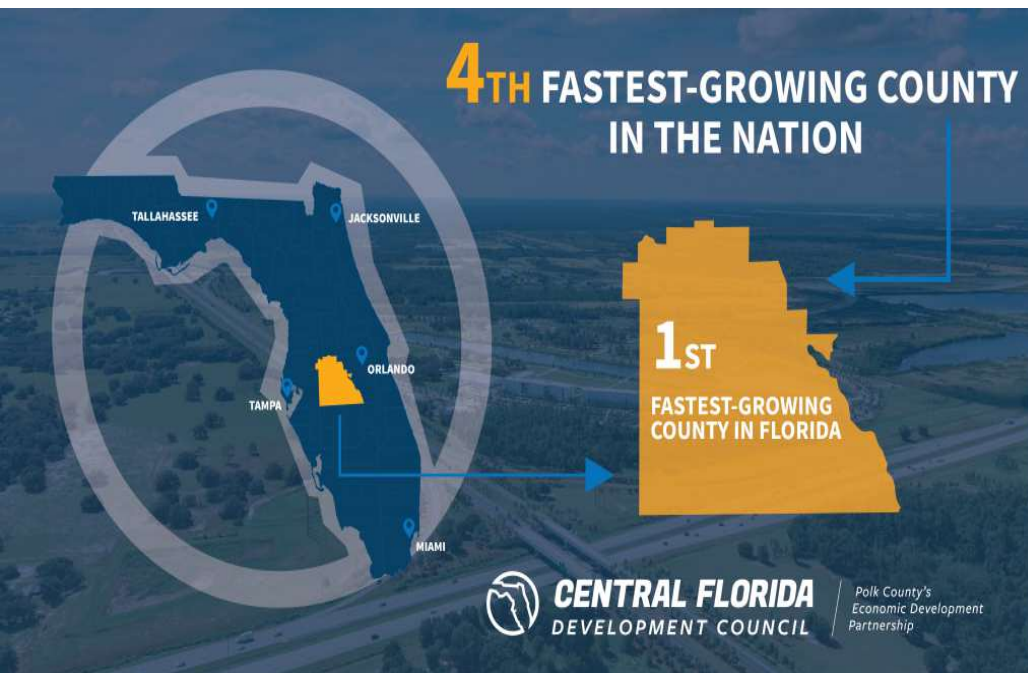 4TH FASTEST-GROWING COUNTY
IN THE NATION
TALLAHASSEE
JACKSONVILLE
ORLANDO
TAMPA
MIAMI
1ST
FASTEST-GROWING
COUNTY IN FLORIDA
CENTRAL FLORIDA
DEVELOPMENT COUNCIL
Polk County's
Economic Development
Partnership